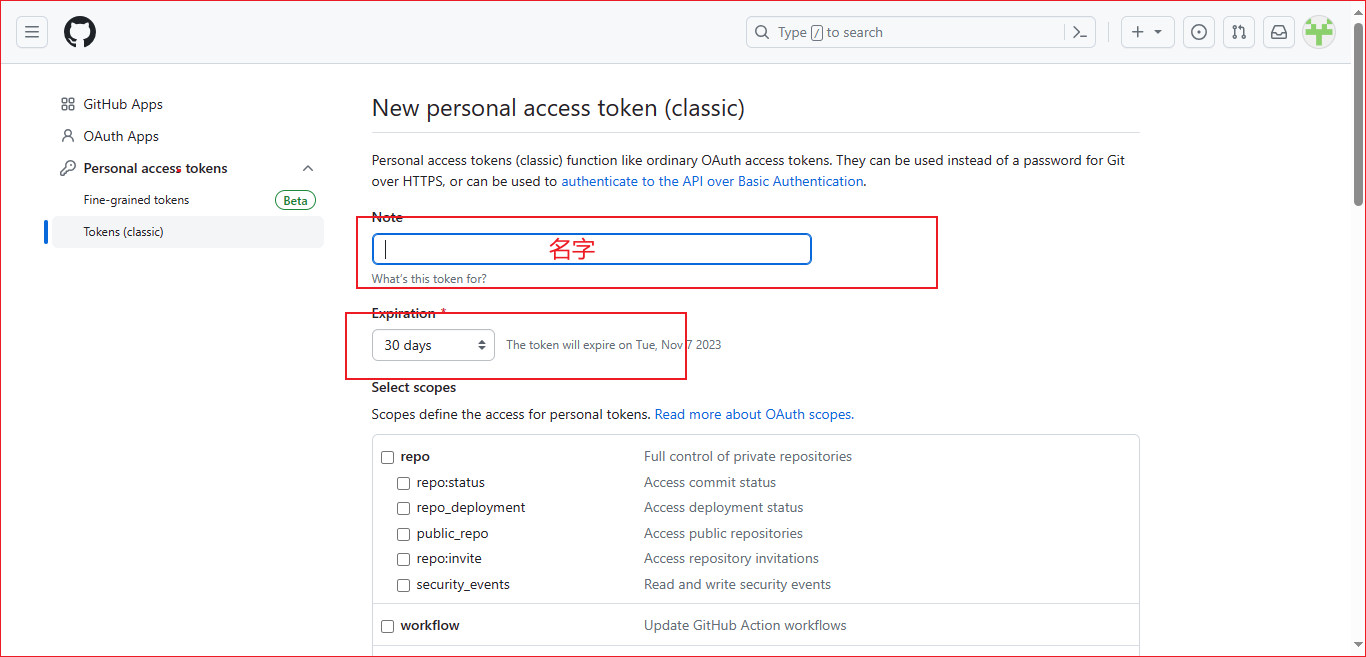 Type / to search
GitHub Apps
OAuth Apps
Personal access tokens
Fine-grained tokens Beta
Tokens (classic)
New personal access token (classic)
Personal access tokens (classic) function like ordinary OAuth access tokens. They can be used instead of a password for Git
over HTTPS, or can be used to authenticate to the API over Basic Authentication.
Note
名字
What's this token for?
Expiration *
30 days The token will expire on Tue, Nov 7 2023
Select scopes
Scopes define the access for personal tokens. Read more about OAuth scopes.
repo Full control of private repositories
repo:status Access commit status
repo_deployment Access deployment status
public_repo Access public repositories
repo:invite Access repository invitations
security_events Read and write security events
workflow Update GitHub Action workflows